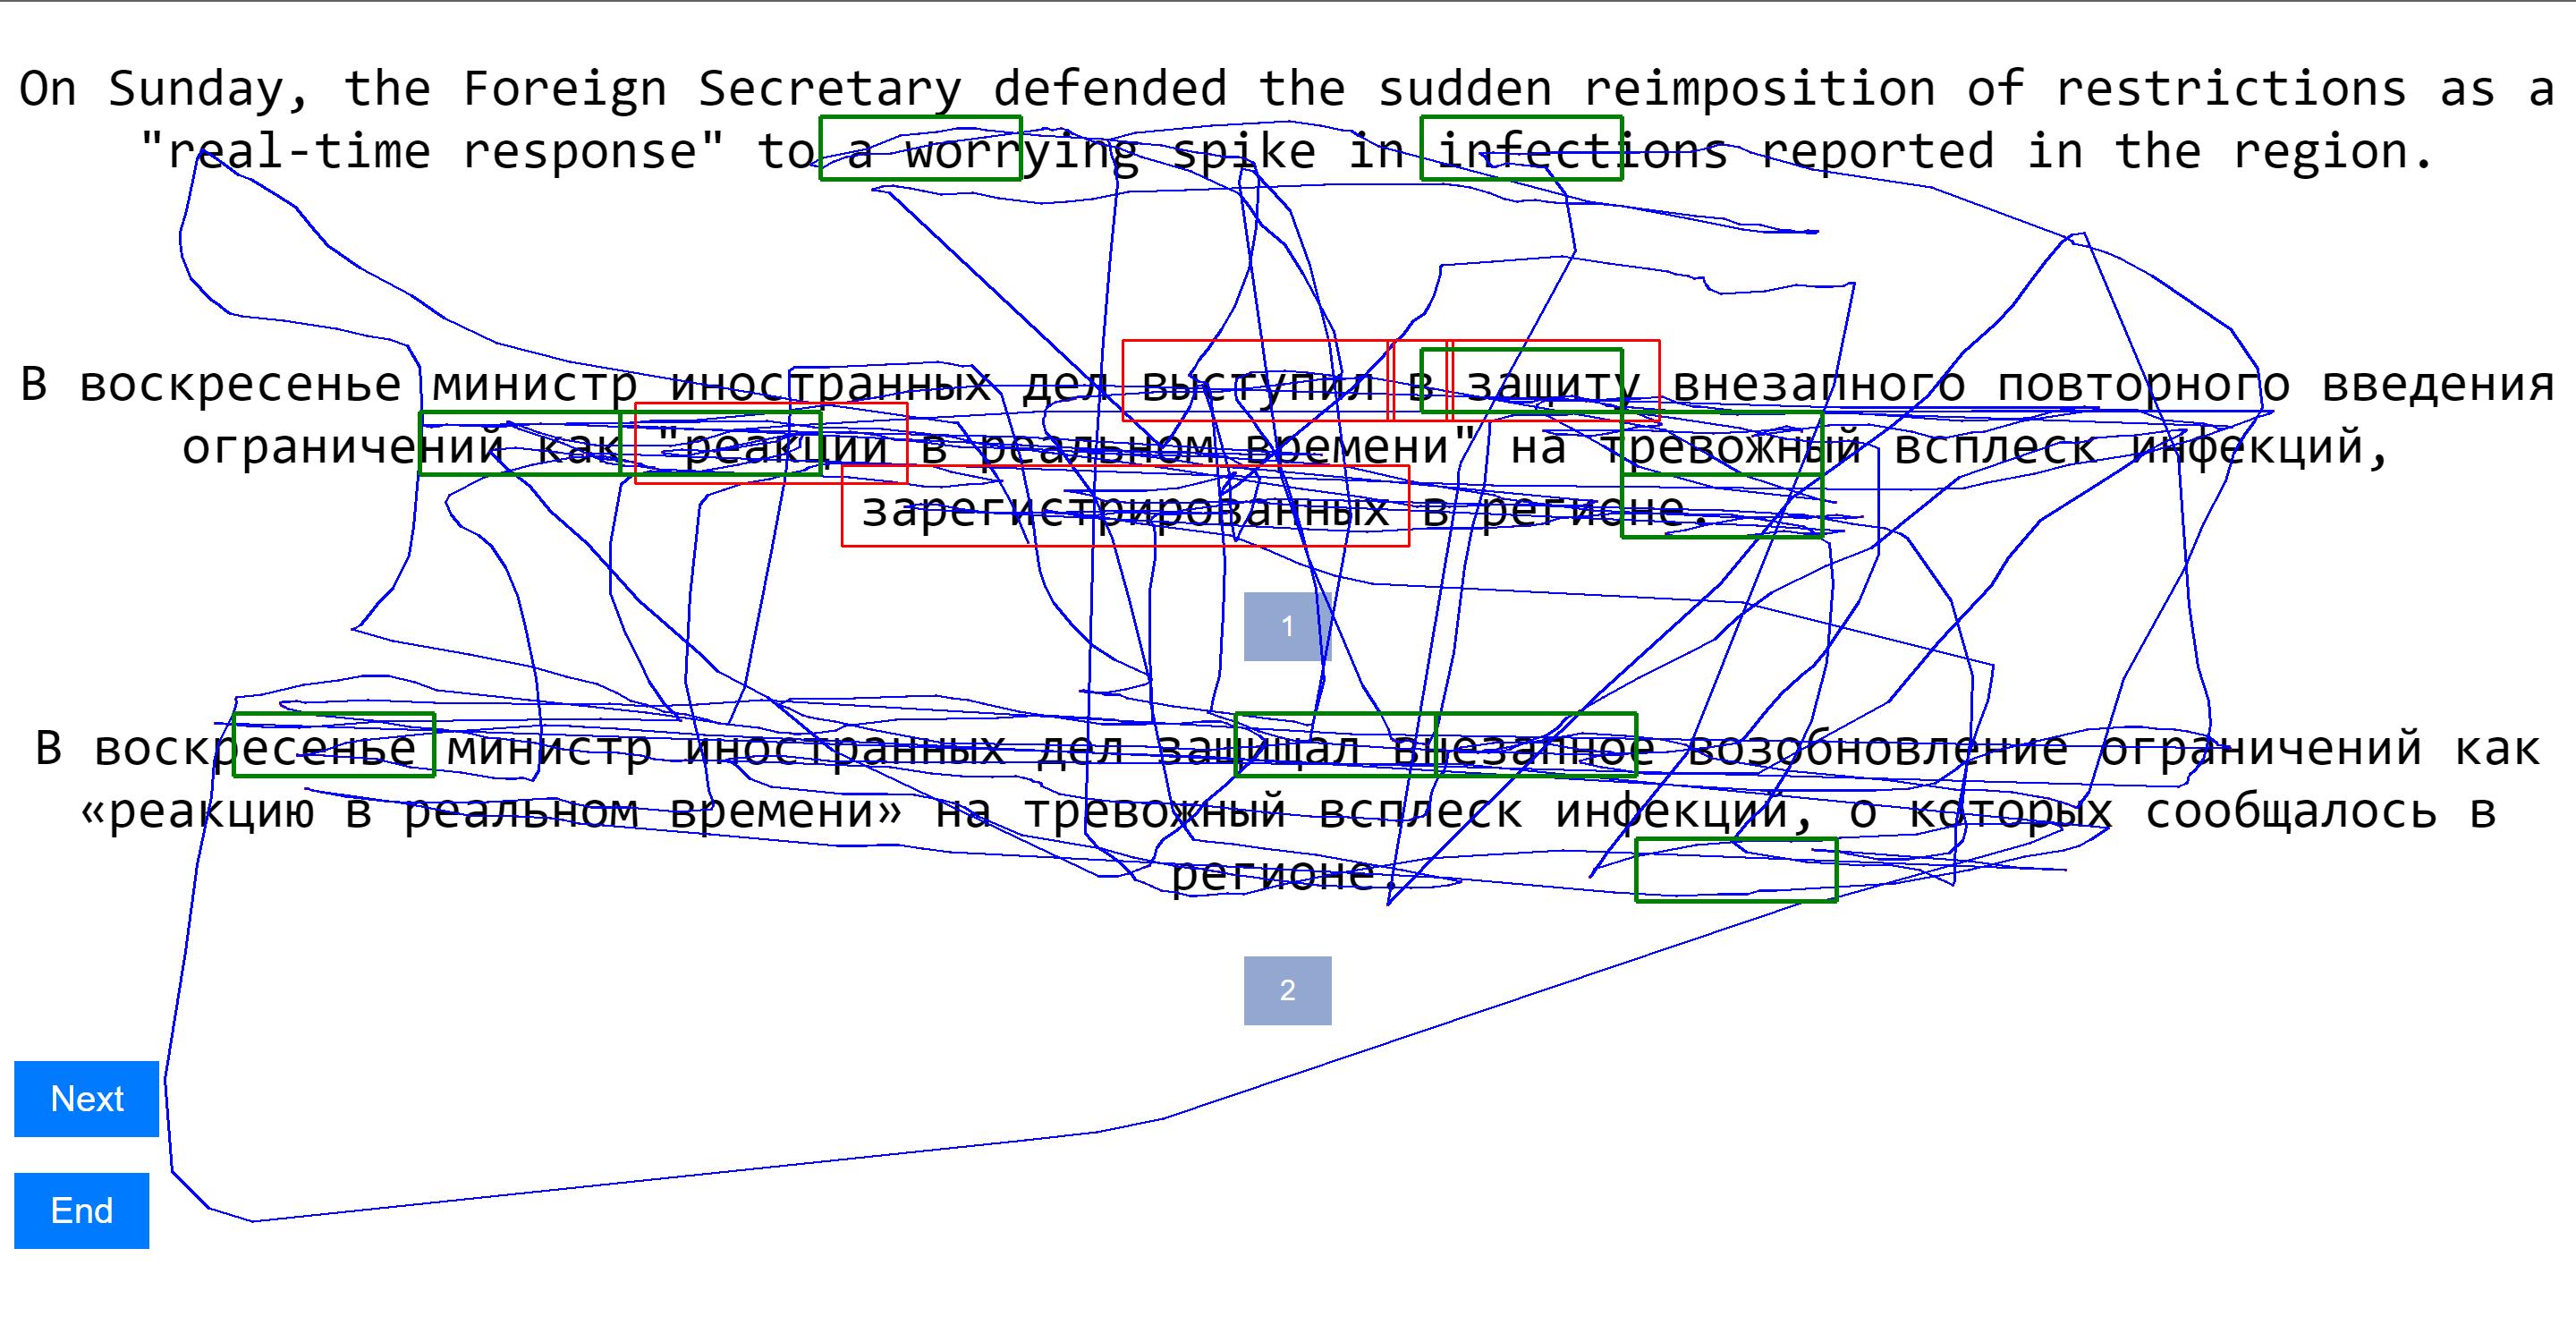 On Sunday, the Foreign Secretary defended the sudden reimposition of restrictions as a
"real-time response" to a worrying spike in infections reported in the region.
В воскресенье министр иностранных дел выступил в защиту внезапного повторного введения
ограничений как "реакции в реальном времени" на тревожный всплеск инфекций,
зарегистрированных в регионе.
1
В воскресенье министр иностранных дел защищал внезапное возобновление ограничений как
«реакцию в реальном времени» на тревожный всплеск инфекций, о которых сообщалось в
регионе.
2
Next
End